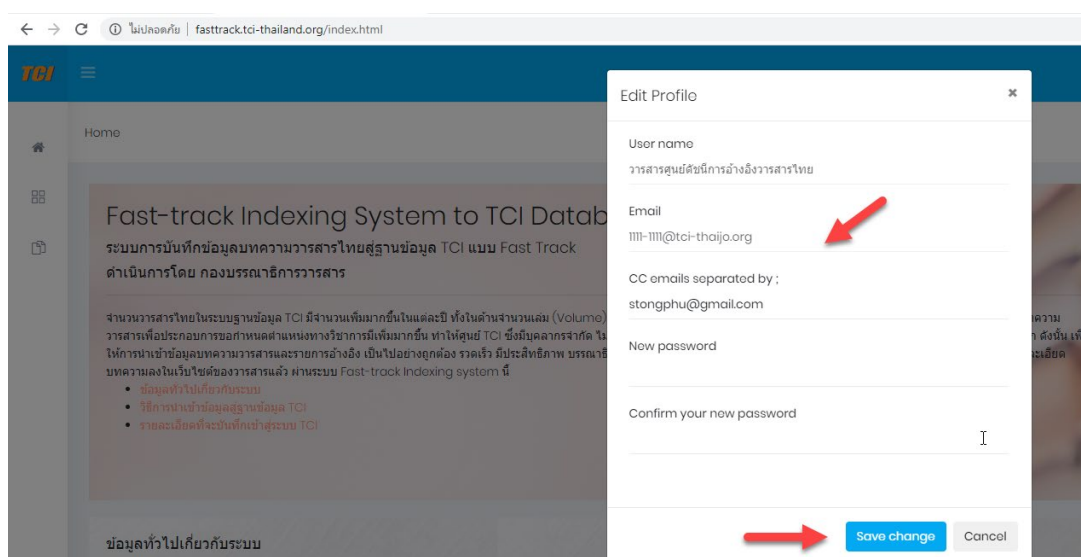 ไม่ปลอดภัย | fasttrack.tci-thailand.org/index.html
TCI
Edit Profile
Home
User name
วารสารศูนย์ดัชนีการอ้างอิงวารสารไทย
Fast-track Indexing System to TCI Datab
Email
1111-1111@tci-thaijo.org
ระบบการบันทึกข้อมูลบทความวารสารไทยสู่ฐานข้อมูล TCI แบบ Fast Track
ดำเนินการโดย กองบรรณาธิการวารสาร
CC emails separated by ;
stongphu@gmail.com
จำนวนวารสารไทยในระบบฐานข้อมูล TCI มีจำนวนเพิ่มมากขึ้นในแต่ละปี ทั้งในด้านจำนวนเล่ม (Volume)
วารสารเพื่อประกอบการขอกำหนดตำแหน่งทางวิชาการมีเพิ่มมากขึ้น ทำให้ศูนย์ TCI ซึ่งมีบุคลากรจำกัด ไม
ให้การนำเข้าข้อมูลบทความวารสารและรายการอ้างอิง เป็นไปอย่างถูกต้อง รวดเร็ว มีประสิทธิภาพ บรรณาธิ
บทความลงในเว็บไซต์ของวารสารแล้ว ผ่านระบบ Fast-track Indexing system นี้
ความ
า ดังนั้น เพื
ะเอียด
New password
ข้อมูลทั่วไปเกี่ยวกับระบบ
วิธีการนำเข้าข้อมูลสู่ฐานข้อมูล TCI
รายละเอียดที่จะบันทึกเข้าสู่ระบบ TCI
Confirm your new password
ข้อมูลทั่วไปเกี่ยวกับระบบ
Save change
Cancel